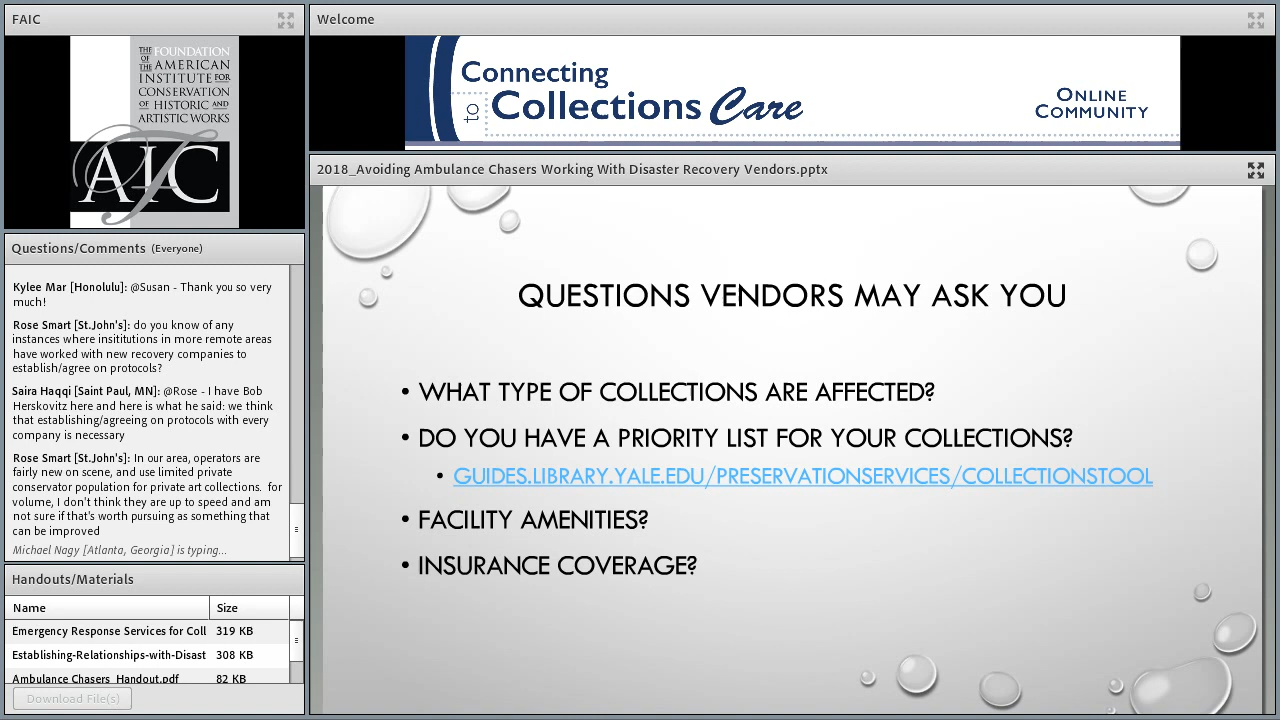 FAIC
THE FOUNDATION
OF THE AMERICAN
INSTITUTE FOR
CONSERVATION
OF HISTORIC AND
ARTISTIC WORKS
AIC
Welcome
Connecting
to Collections Care
ONLINE
COMMUNITY
Questions/Comments (Everyone)
Kylee Mar [Honolulu]: @Susan - Thank you so very
much!
Rose Smart [St.John's]: do you know of any
instances where insititutions in more remote areas
have worked with new recovery companies to
establish/agree on protocols?
Saira Haqqi [Saint Paul, MN]: @Rose - I have Bob
Herskovitz here and here is what he said: we think
that establishing/agreeing on protocols with every
company is necessary
Rose Smart [St.John's]: In our area, operators are
fairly new on scene, and use limited private
conservator population for private art collections. for
volume, I don't think they are up to speed and am
not sure if that's worth pursuing as something that
can be improved
Michael Nagy [Atlanta, Georgia] is typing...
Handouts/Materials
Name Size
Emergency Response Services for Coll 319 KB
Establishing-Relationships-with-Disast 308 KB
Ambulance Chasers_Handout.pdf 82 KB
Download File(s)
2018_Avoiding Ambulance Chasers Working With Disaster Recovery Vendors.pptx
QUESTIONS VENDORS MAY ASK YOU
• WHAT TYPE OF COLLECTIONS ARE AFFECTED?
• DO YOU HAVE A PRIORITY LIST FOR YOUR COLLECTIONS?
• GUIDES.LIBRARY.YALE.EDU/PRESERVATIONSERVICES/COLLECTIONSTOOL
• FACILITY AMENITIES?
• INSURANCE COVERAGE?